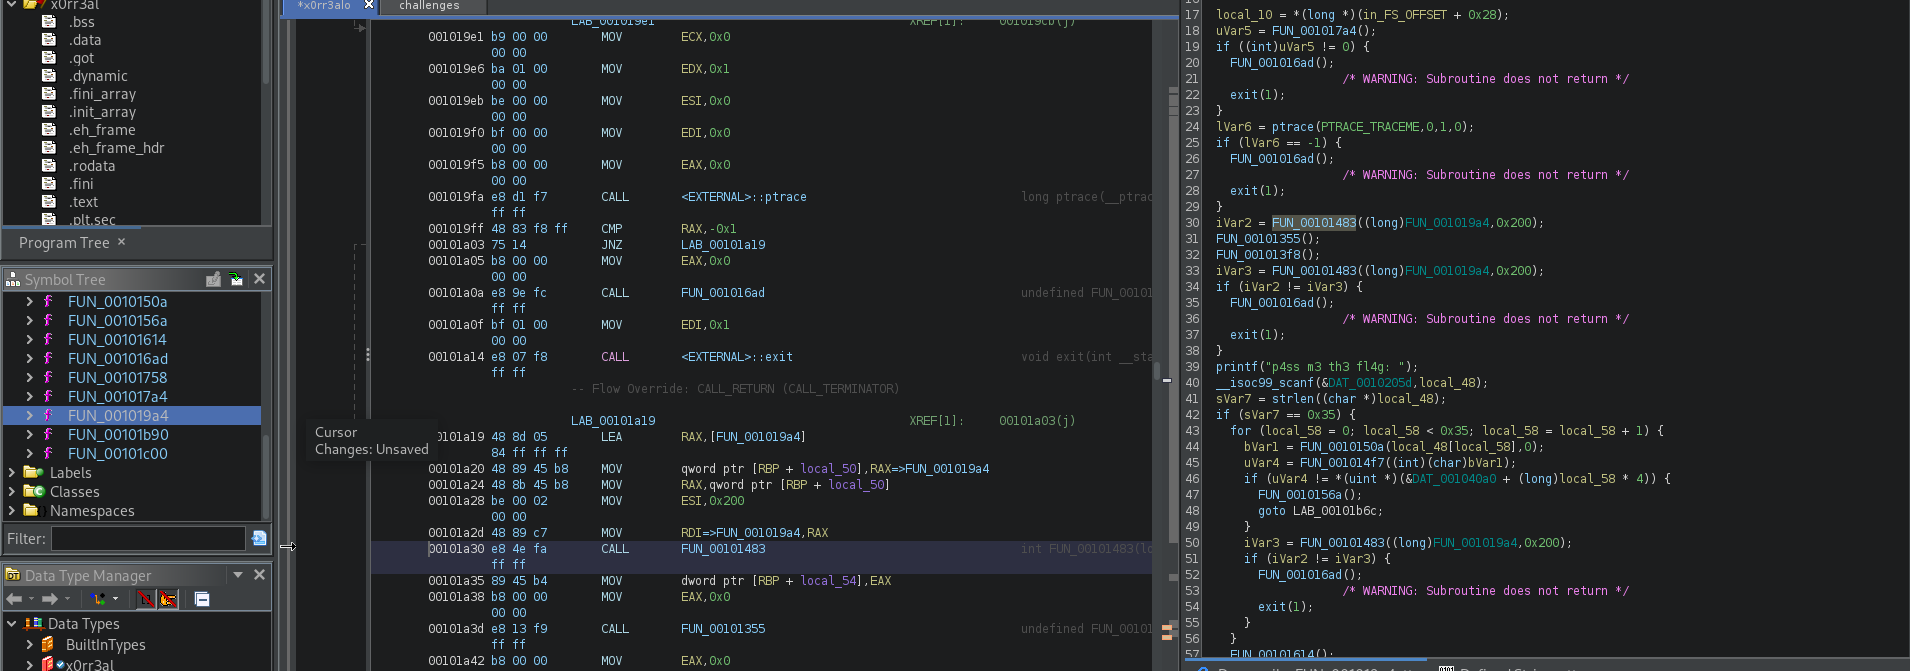 x0rr3al
.bss
.data
.got
.dynamic
.fini_array
.init_array
.eh_frame
.eh_frame_hdr
.rodata
.fini
.text
.plt.sec
Program Tree ×
Symbol Tree
FUN_0010150a
FUN_0010156a
FUN_00101614
FUN_001016ad
FUN_00101758
FUN_001017a4
FUN_001019a4
FUN_00101b90
FUN_00101c00
Labels
Classes
Namespaces
Filter:
Data Type Manager
Data Types
BuiltInTypes
x0rr3al
*x0rr3alo
challenges
LAB_001019e1 XREF[1]: 001019cb(j)
001019e1 b9 00 00 MOV ECX,0x0
00 00
001019e6 ba 01 00 MOV EDX,0x1
00 00
001019eb be 00 00 MOV ESI,0x0
00 00
001019f0 bf 00 00 MOV EDI,0x0
00 00
001019f5 b8 00 00 MOV EAX,0x0
00 00
001019fa e8 d1 f7 CALL <EXTERNAL>::ptrace long ptrace(__ptrac
ff ff
001019ff 48 83 f8 ff CMP RAX,-0x1
00101a03 75 14 JNZ LAB_00101a19
00101a05 b8 00 00 MOV EAX,0x0
00 00
00101a0a e8 9e fc CALL FUN_001016ad undefined FUN_00101
ff ff
00101a0f bf 01 00 MOV EDI,0x1
00 00
00101a14 e8 07 f8 CALL <EXTERNAL>::exit void exit(int __sta
ff ff
-- Flow Override: CALL_RETURN (CALL_TERMINATOR)
LAB_00101a19 XREF[1]: 00101a03(j)
00101a19 48 8d 05 LEA RAX,[FUN_001019a4]
84 ff ff ff
00101a20 48 89 45 b8 MOV qword ptr [RBP + local_50],RAX=>FUN_001019a4
00101a24 48 8b 45 b8 MOV RAX,qword ptr [RBP + local_50]
00101a28 be 00 02 MOV ESI,0x200
00 00
00101a2d 48 89 c7 MOV RDI=>FUN_001019a4,RAX
00101a30 e8 4e fa CALL FUN_00101483 int FUN_00101483(lo
ff ff
00101a35 89 45 b4 MOV dword ptr [RBP + local_54],EAX
00101a38 b8 00 00 MOV EAX,0x0
00 00
00101a3d e8 13 f9 CALL FUN_00101355 undefined FUN_00101
ff ff
00101a42 b8 00 00 MOV EAX,0x0
Cursor
Changes: Unsaved
17 local_10 = *(long *)(in_FS_OFFSET + 0x28);
18 uVar5 = FUN_001017a4();
19 if ((int)uVar5 != 0) {
20 FUN_001016ad();
21 /* WARNING: Subroutine does not return */
22 exit(1);
23 }
24 lVar6 = ptrace(PTRACE_TRACEME,0,1,0);
25 if (lVar6 == -1) {
26 FUN_001016ad();
27 /* WARNING: Subroutine does not return */
28 exit(1);
29 }
30 iVar2 = FUN_00101483((long)FUN_001019a4,0x200);
31 FUN_00101355();
32 FUN_001013f8();
33 iVar3 = FUN_00101483((long)FUN_001019a4,0x200);
34 if (iVar2 != iVar3) {
35 FUN_001016ad();
36 /* WARNING: Subroutine does not return */
37 exit(1);
38 }
39 printf("p4ss m3 th3 fl4g: ");
40 __isoc99_scanf(&DAT_0010205d,local_48);
41 sVar7 = strlen((char *)local_48);
42 if (sVar7 == 0x35) {
43 for (local_58 = 0; local_58 < 0x35; local_58 = local_58 + 1) {
44 bVar1 = FUN_0010150a(local_48[local_58],0);
45 uVar4 = FUN_001014f7((int)(char)bVar1);
46 if (uVar4 != *(uint *)(&DAT_001040a0 + (long)local_58 * 4)) {
47 FUN_0010156a();
48 goto LAB_00101b6c;
49 }
50 iVar3 = FUN_00101483((long)FUN_001019a4,0x200);
51 if (iVar2 != iVar3) {
52 FUN_001016ad();
53 /* WARNING: Subroutine does not return */
54 exit(1);
55 }
56 }
57 FUN_00101614();